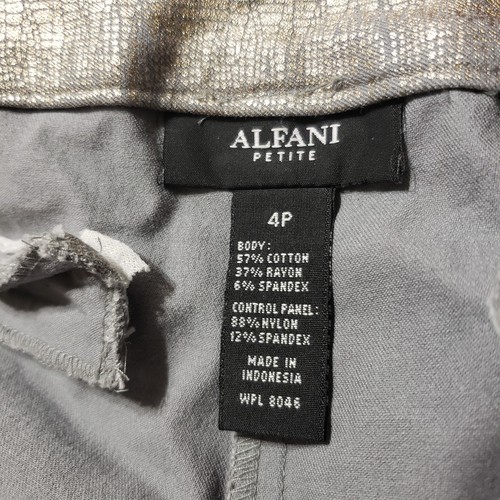 ALFANI
PETITE
4P
BODY:
57% COTTON
37% RAYON
6% SPANDEX
CONTROL PANEL:
88% NYLON
12% SPANDEX
MADE IN
INDONESIA
WPL 8046